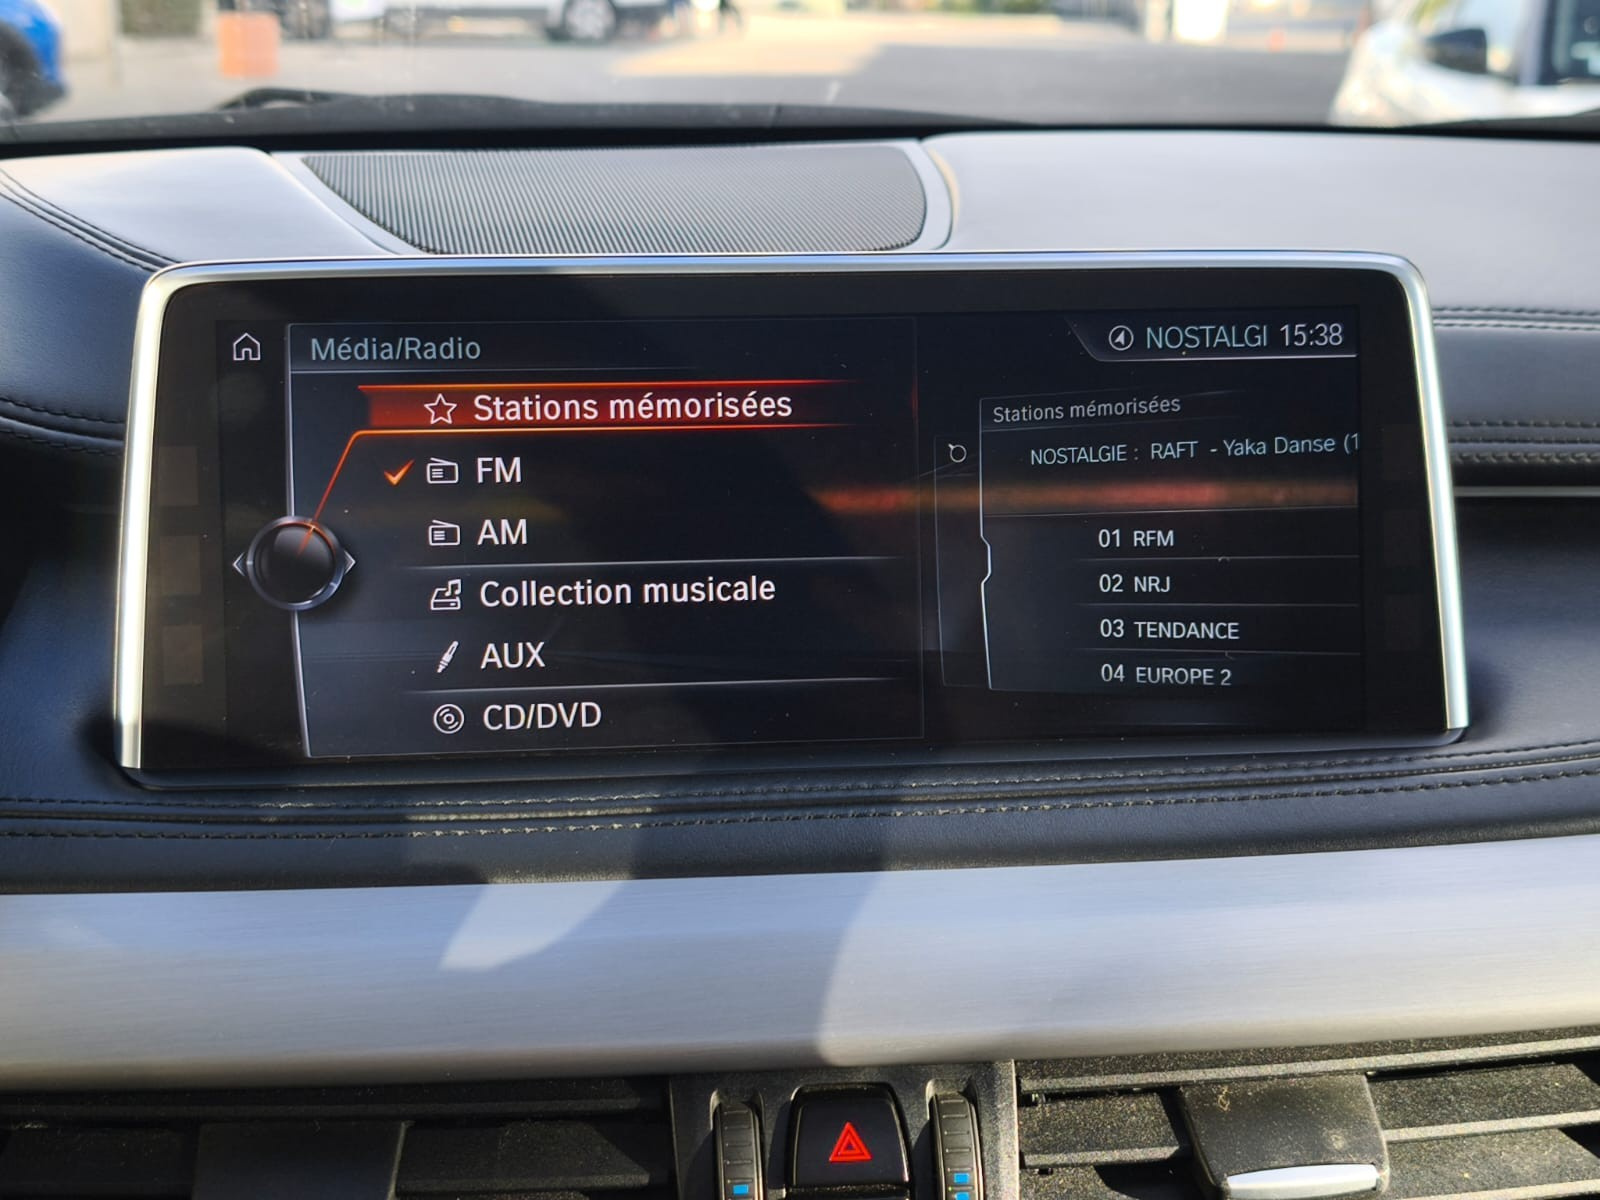 Média/Radio
NOSTALGI 15:38
Stations mémorisées
FM
AM
Collection musicale
AUX
CD/DVD
Stations mémorisées
NOSTALGIE : RAFT - Yaka Danse (1
01 RFM
02 NRJ
03 TENDANCE
04 EUROPE 2